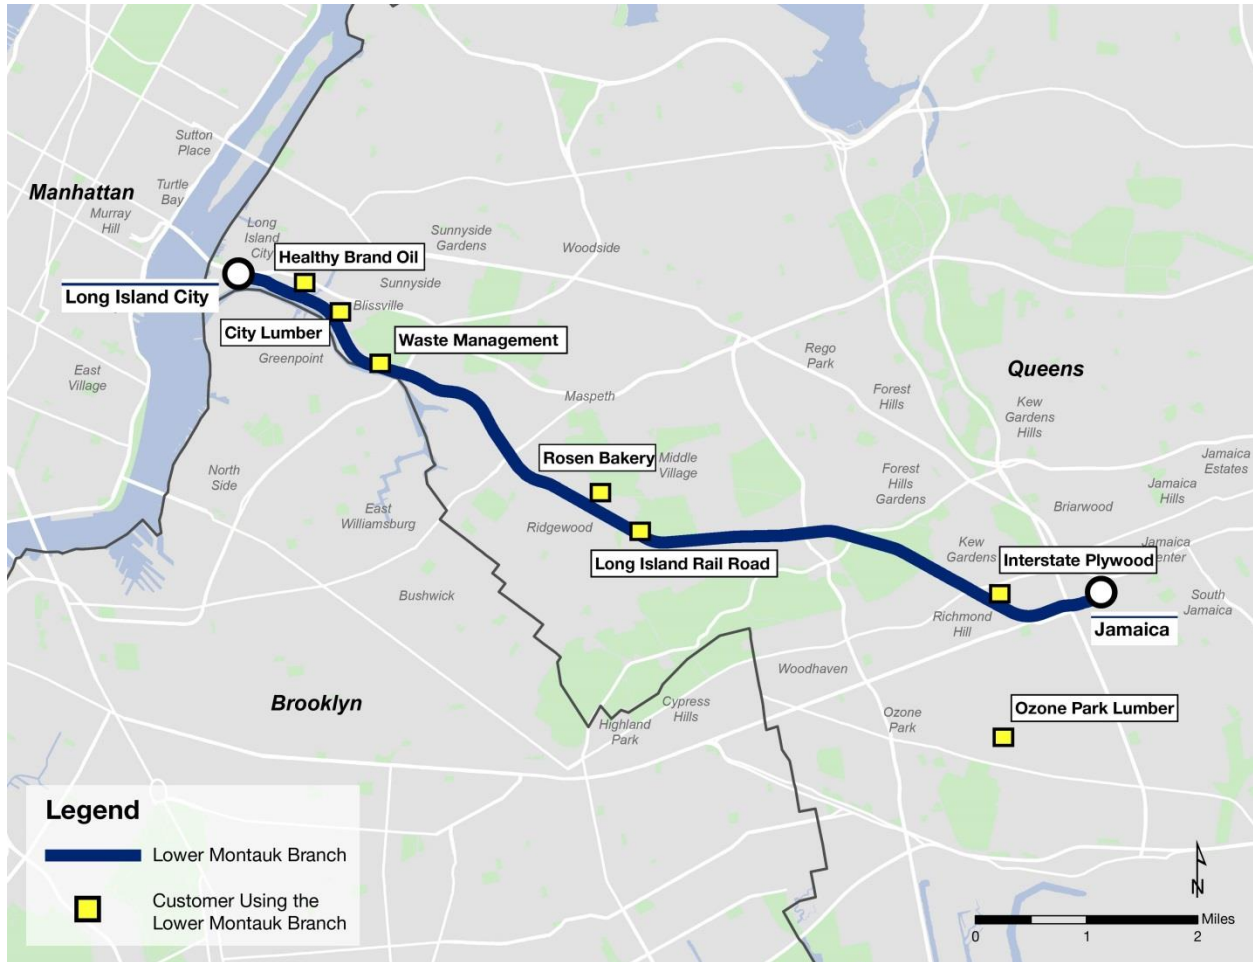 Sutton
Place
Manhattan
Turtle
Bay
Murray
Hill
Long
Island
City
Sunnyside
Gardens
Woodside
Healthy Brand Oil
Sunnyside
Long Island City
Blissville
City Lumber
Greenpoint
Waste Management
East
Village
Rego
Park
Queens
Forest
Hills
Kew
Gardens
Hills
Maspeth
North
Side
Rosen Bakery
Middle
Village
Forest
Hills
Gardens
Jamaica
Estates
Jamaica
Hills
Briarwood
East
Williamsburg
Ridgewood
Long Island Rail Road
Kew
Gardens
Jamaica
enter
Interstate Plywood
Bushwick
Richmond
Hill
South
Jamaica
Jamaica
Woodhaven
Brooklyn
Cypress
Hills
Highland
Park
Ozone
Park
Ozone Park Lumber
Legend
Lower Montauk Branch
Customer Using the
Lower Montauk Branch
N
Miles
0 1 2